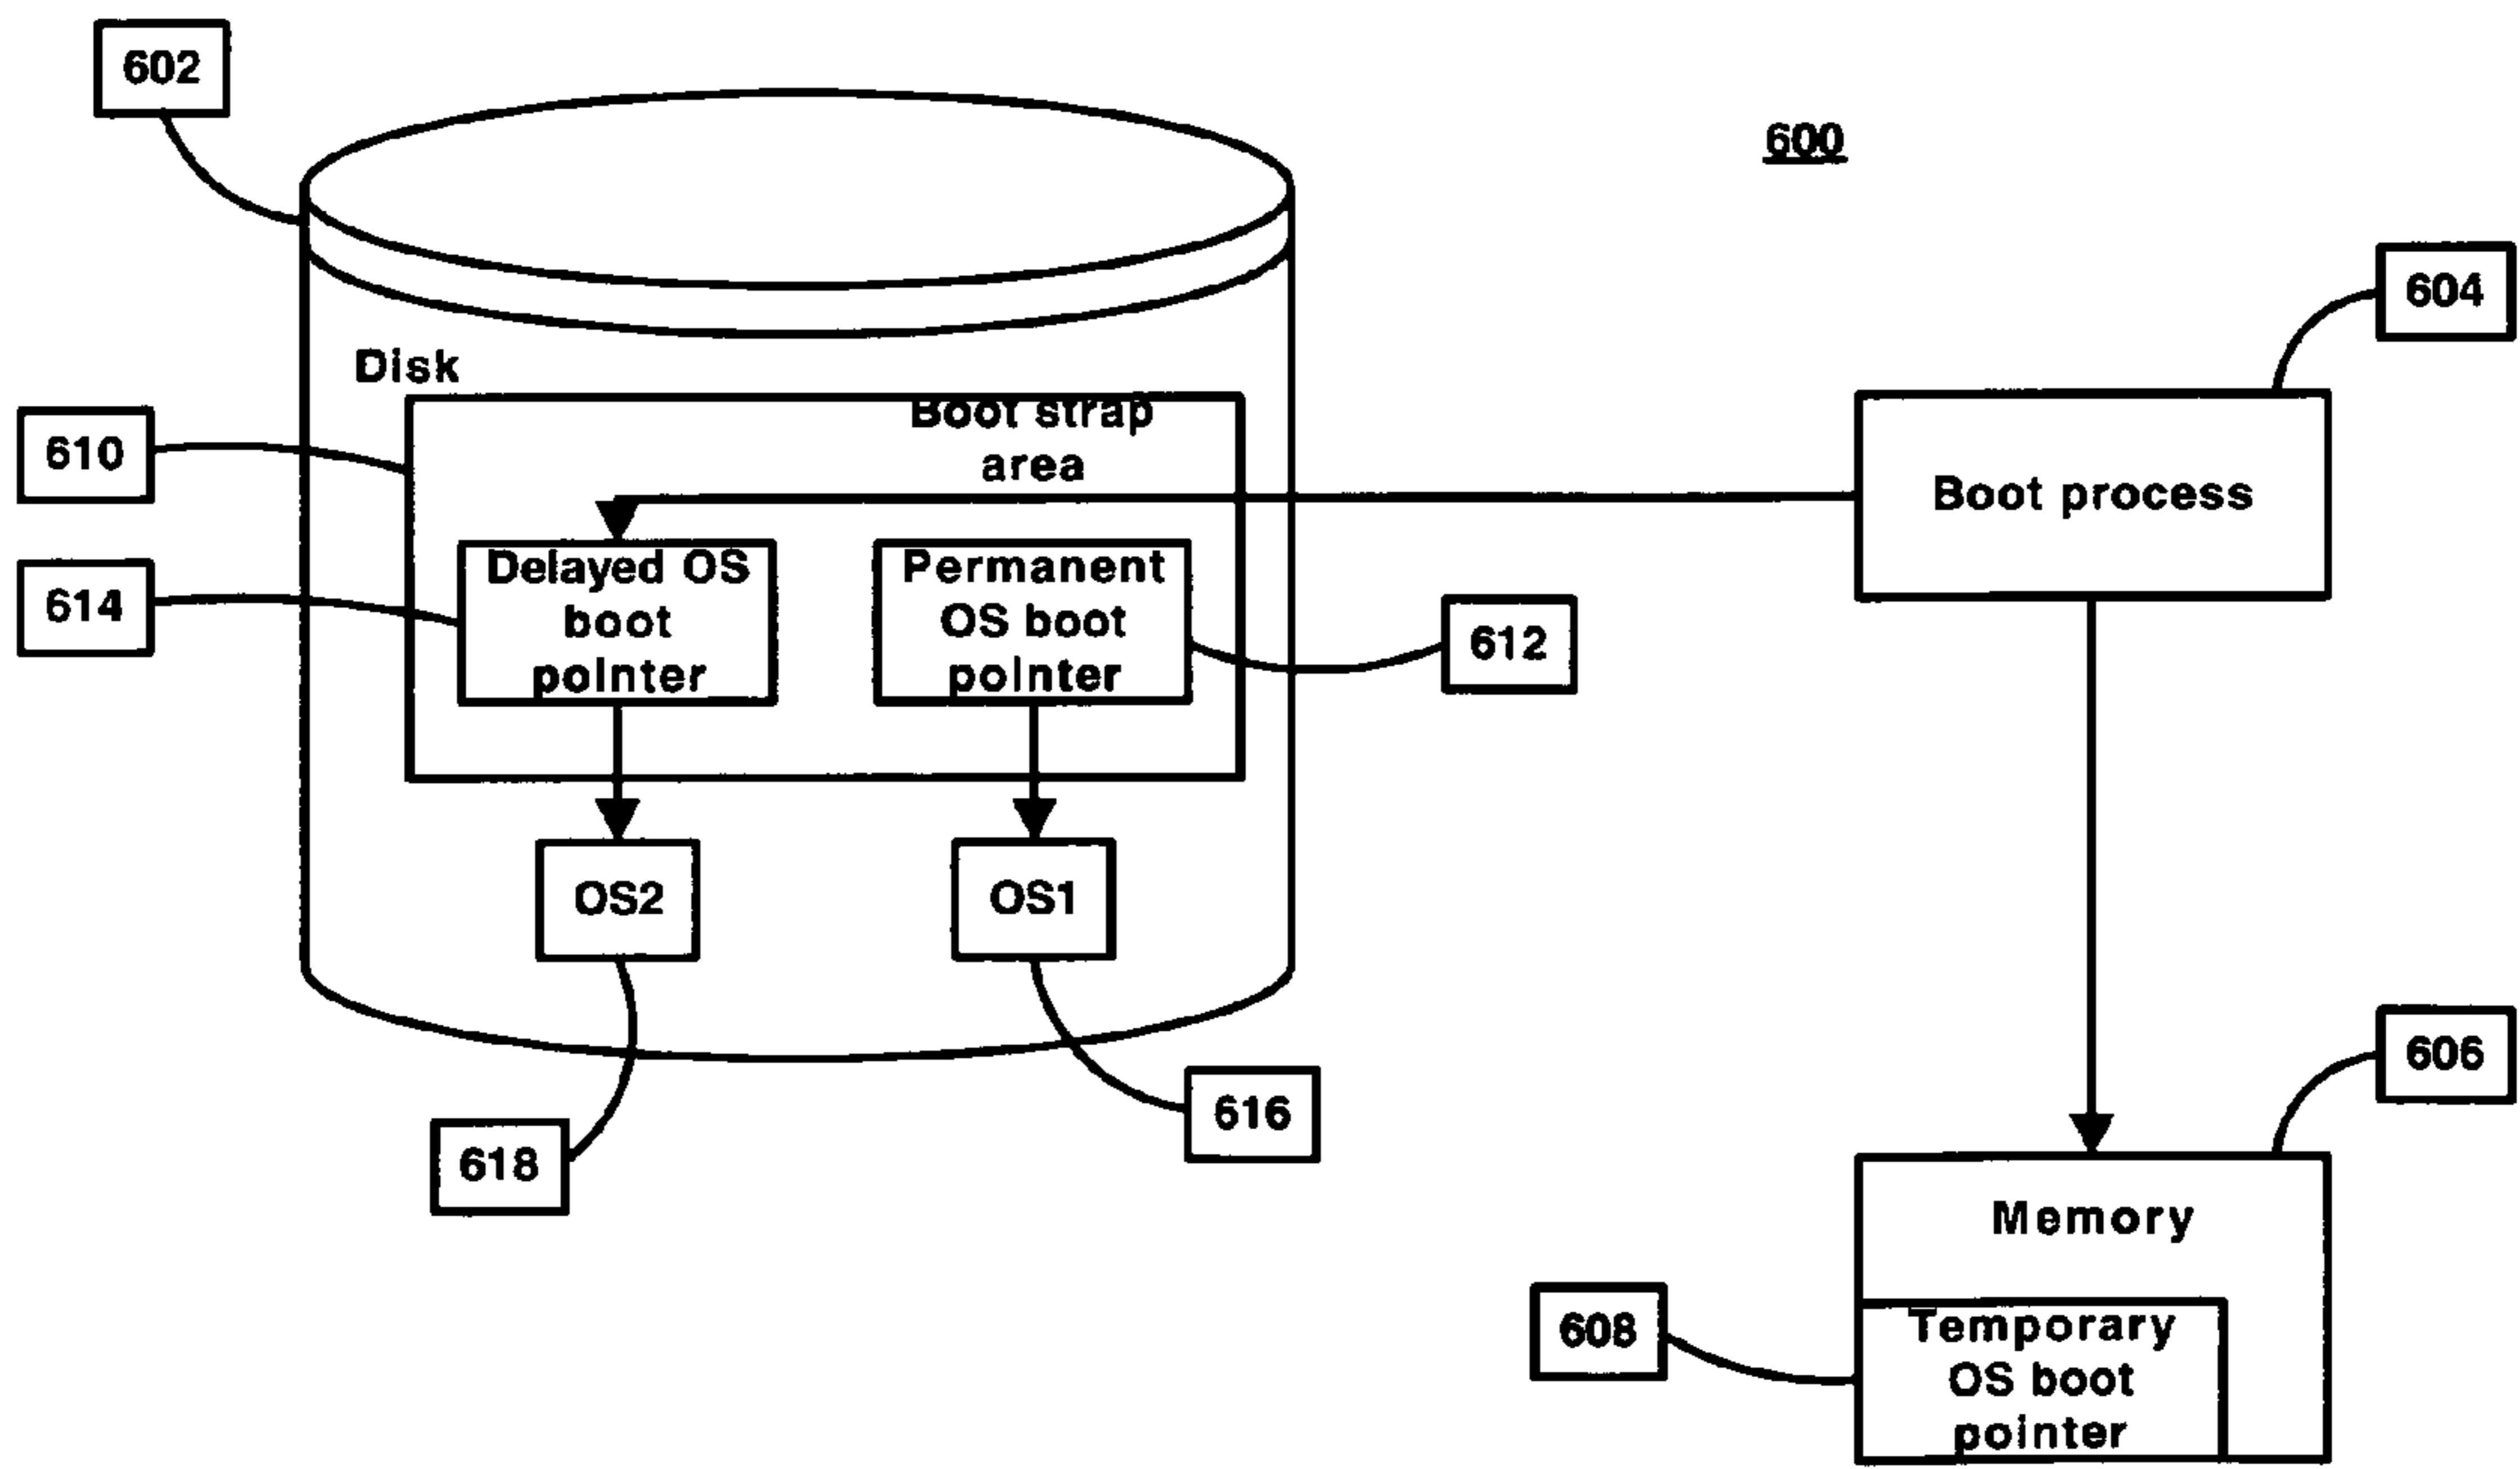 602
600
604
Disk
Boot strap
area
610
Boot process
Delayed OS
boot
pointer
Permanent
OS boot
pointer
614
612
OS2
OS1
606
616
618
Memory
608
Temporary
OS boot
pointer